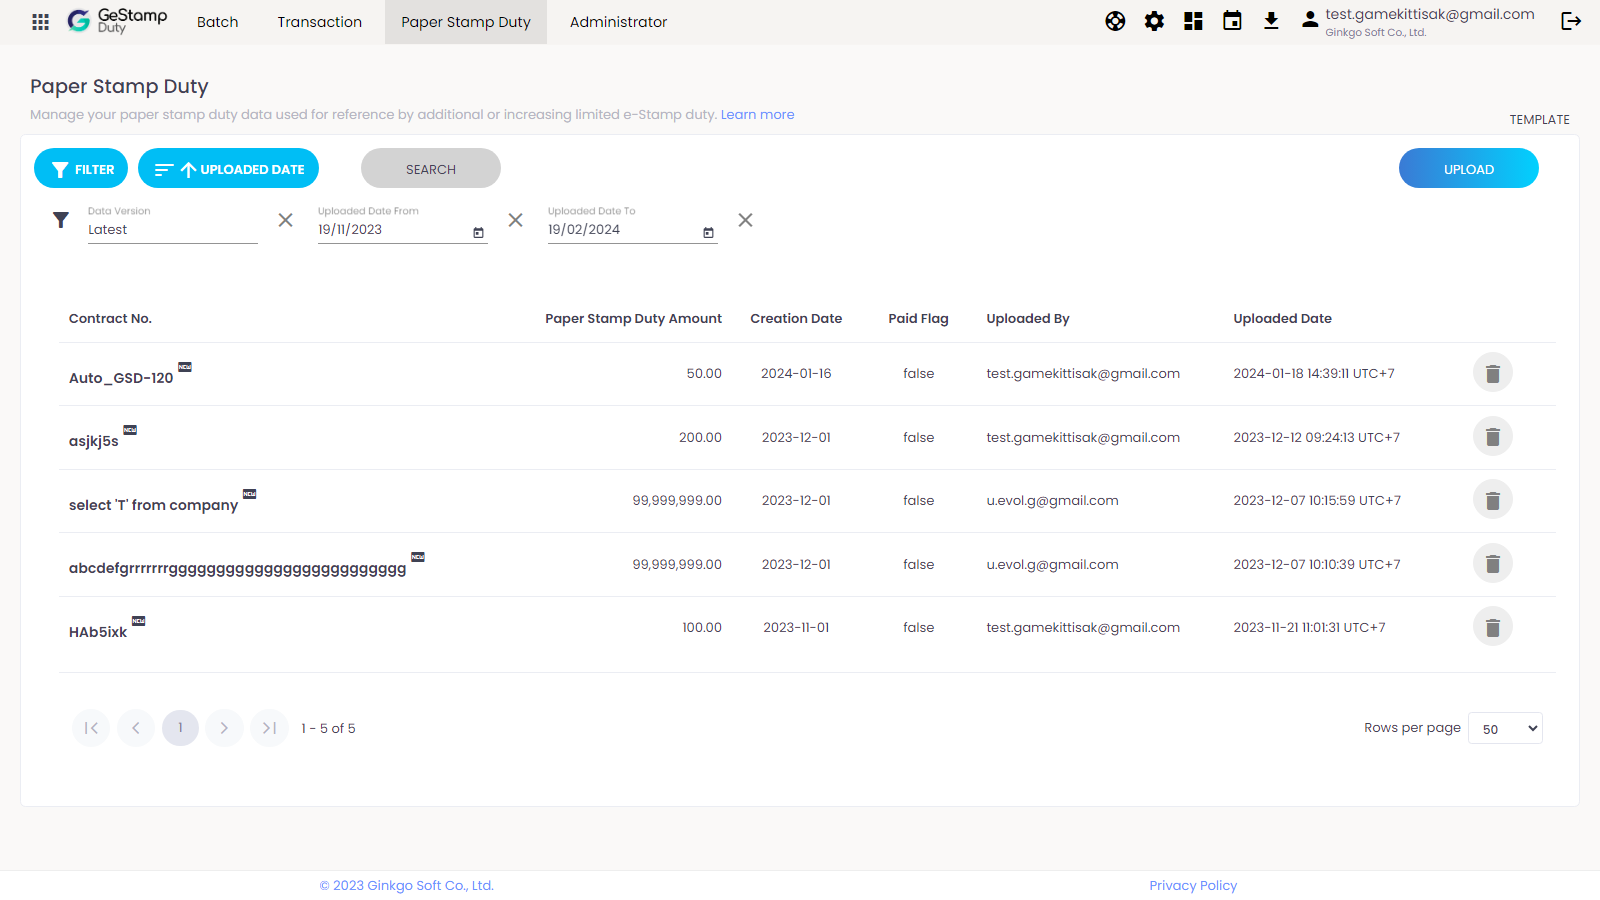 GeStamp
Duty
Batch
Transaction
Paper Stamp Duty
Administrator
test.gamekittisak@gmail.com
Ginkgo Soft Co., Ltd.
Paper Stamp Duty
Manage your paper stamp duty data used for reference by additional or increasing limited e-Stamp duty. Learn more
TEMPLATE
FILTER
UPLOADED DATE
SEARCH
UPLOAD
Data Version
Latest
Uploaded Date From
19/11/2023
Uploaded Date To
19/02/2024
Contract No. Paper Stamp Duty Amount Creation Date Paid Flag Uploaded By Uploaded Date
Auto_GSD-120 NEW 50.00 2024-01-16 false test.gamekittisak@gmail.com 2024-01-18 14:39:11 UTC+7
asjkj5s NEW 200.00 2023-12-01 false test.gamekittisak@gmail.com 2023-12-12 09:24:13 UTC+7
select 'T' from company NEW 99,999,999.00 2023-12-01 false u.evol.g@gmail.com 2023-12-07 10:15:59 UTC+7
abcdefgrrrrrrrggggggggggggggggggggggggg NEW 99,999,999.00 2023-12-01 false u.evol.g@gmail.com 2023-12-07 10:10:39 UTC+7
HAb5ixk NEW 100.00 2023-11-01 false test.gamekittisak@gmail.com 2023-11-21 11:01:31 UTC+7
1
1 - 5 of 5
Rows per page 50
© 2023 Ginkgo Soft Co., Ltd.
Privacy Policy